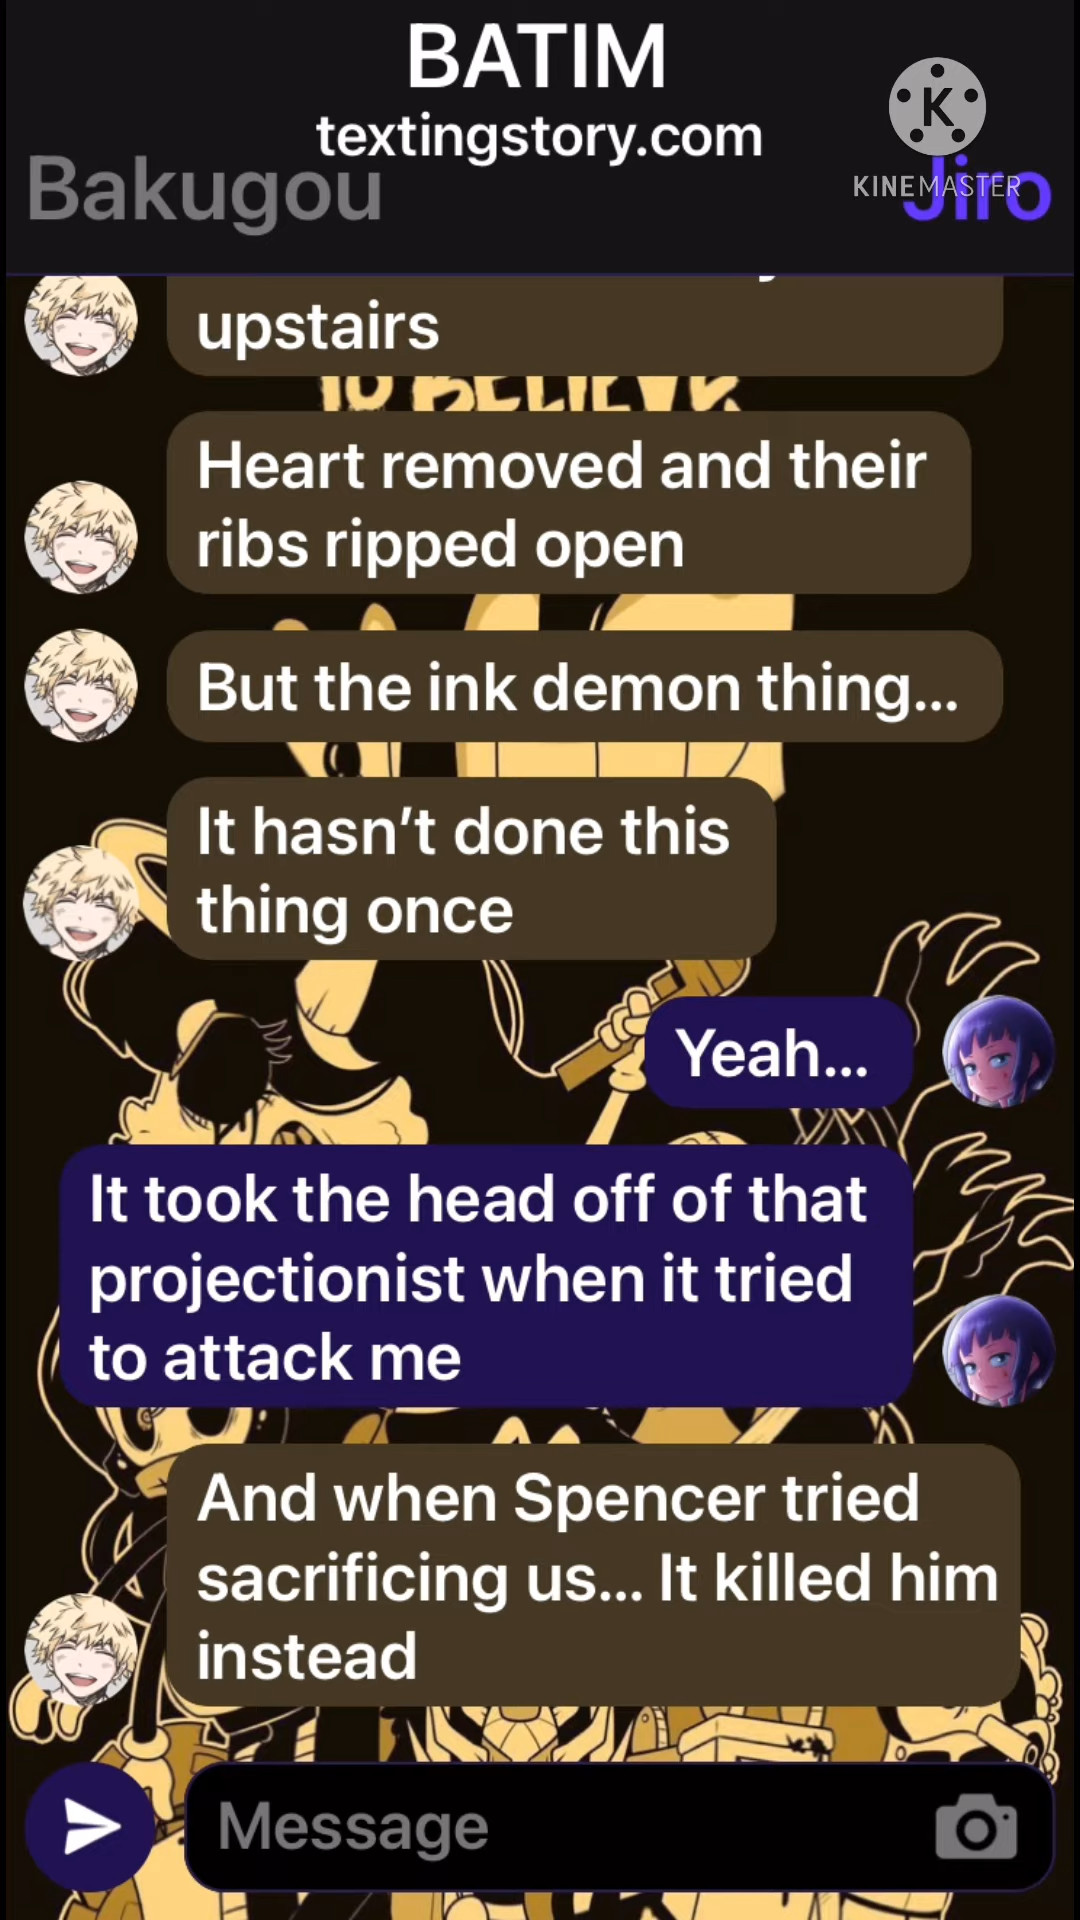 BATIM
textingstory.com
Bakugou
Jiro
KINEMASTER
upstairs
TO BELIEVE
Heart removed and their
ribs ripped open
But the ink demon thing...
It hasn’t done this
thing once
Yeah...
It took the head off of that
projectionist when it tried
to attack me
And when Spencer tried
sacrificing us... It killed him
instead
Message